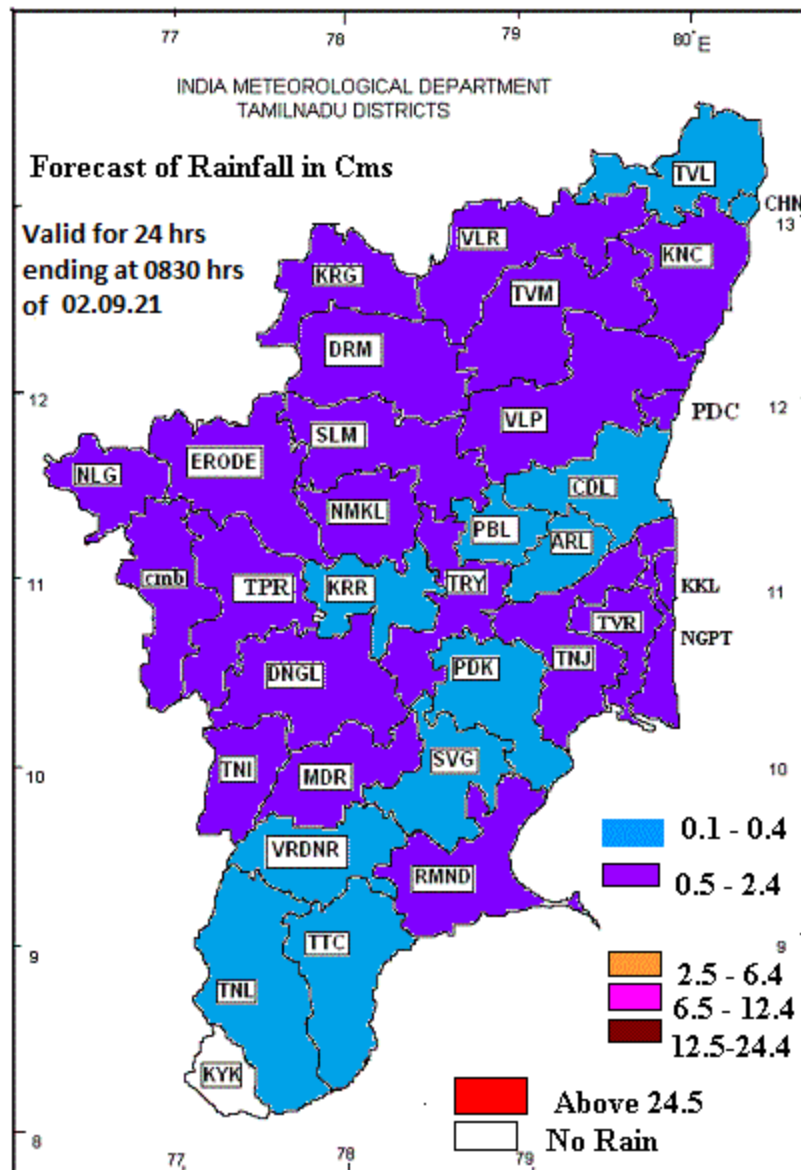 77 78 79 80° E
INDIA METEOROLOGICAL DEPARTMENT
TAMILNADU DISTRICTS
Forecast of Rainfall in Cms
TVL
CHN
13
Valid for 24 hrs
ending at 0830 hrs
of 02.09.21
VLR
KNC
KRG
TVM
DRM
12
12
PDC
VLP
SLM
ERODE
NLG
CDL
NMKL
PBL
ARL
11
cmb
TPR
KRR
TRY
KKL
11
TVR
NGPT
DNGL
PDK
TNJ
10
TNI
MDR
SVG
10
0.1 - 0.4
VRDNR
RMND
0.5 - 2.4
9
TTC
9
2.5 - 6.4
TNL
6.5 - 12.4
12.5-24.4
KYK
Above 24.5
No Rain
8
77 78 79